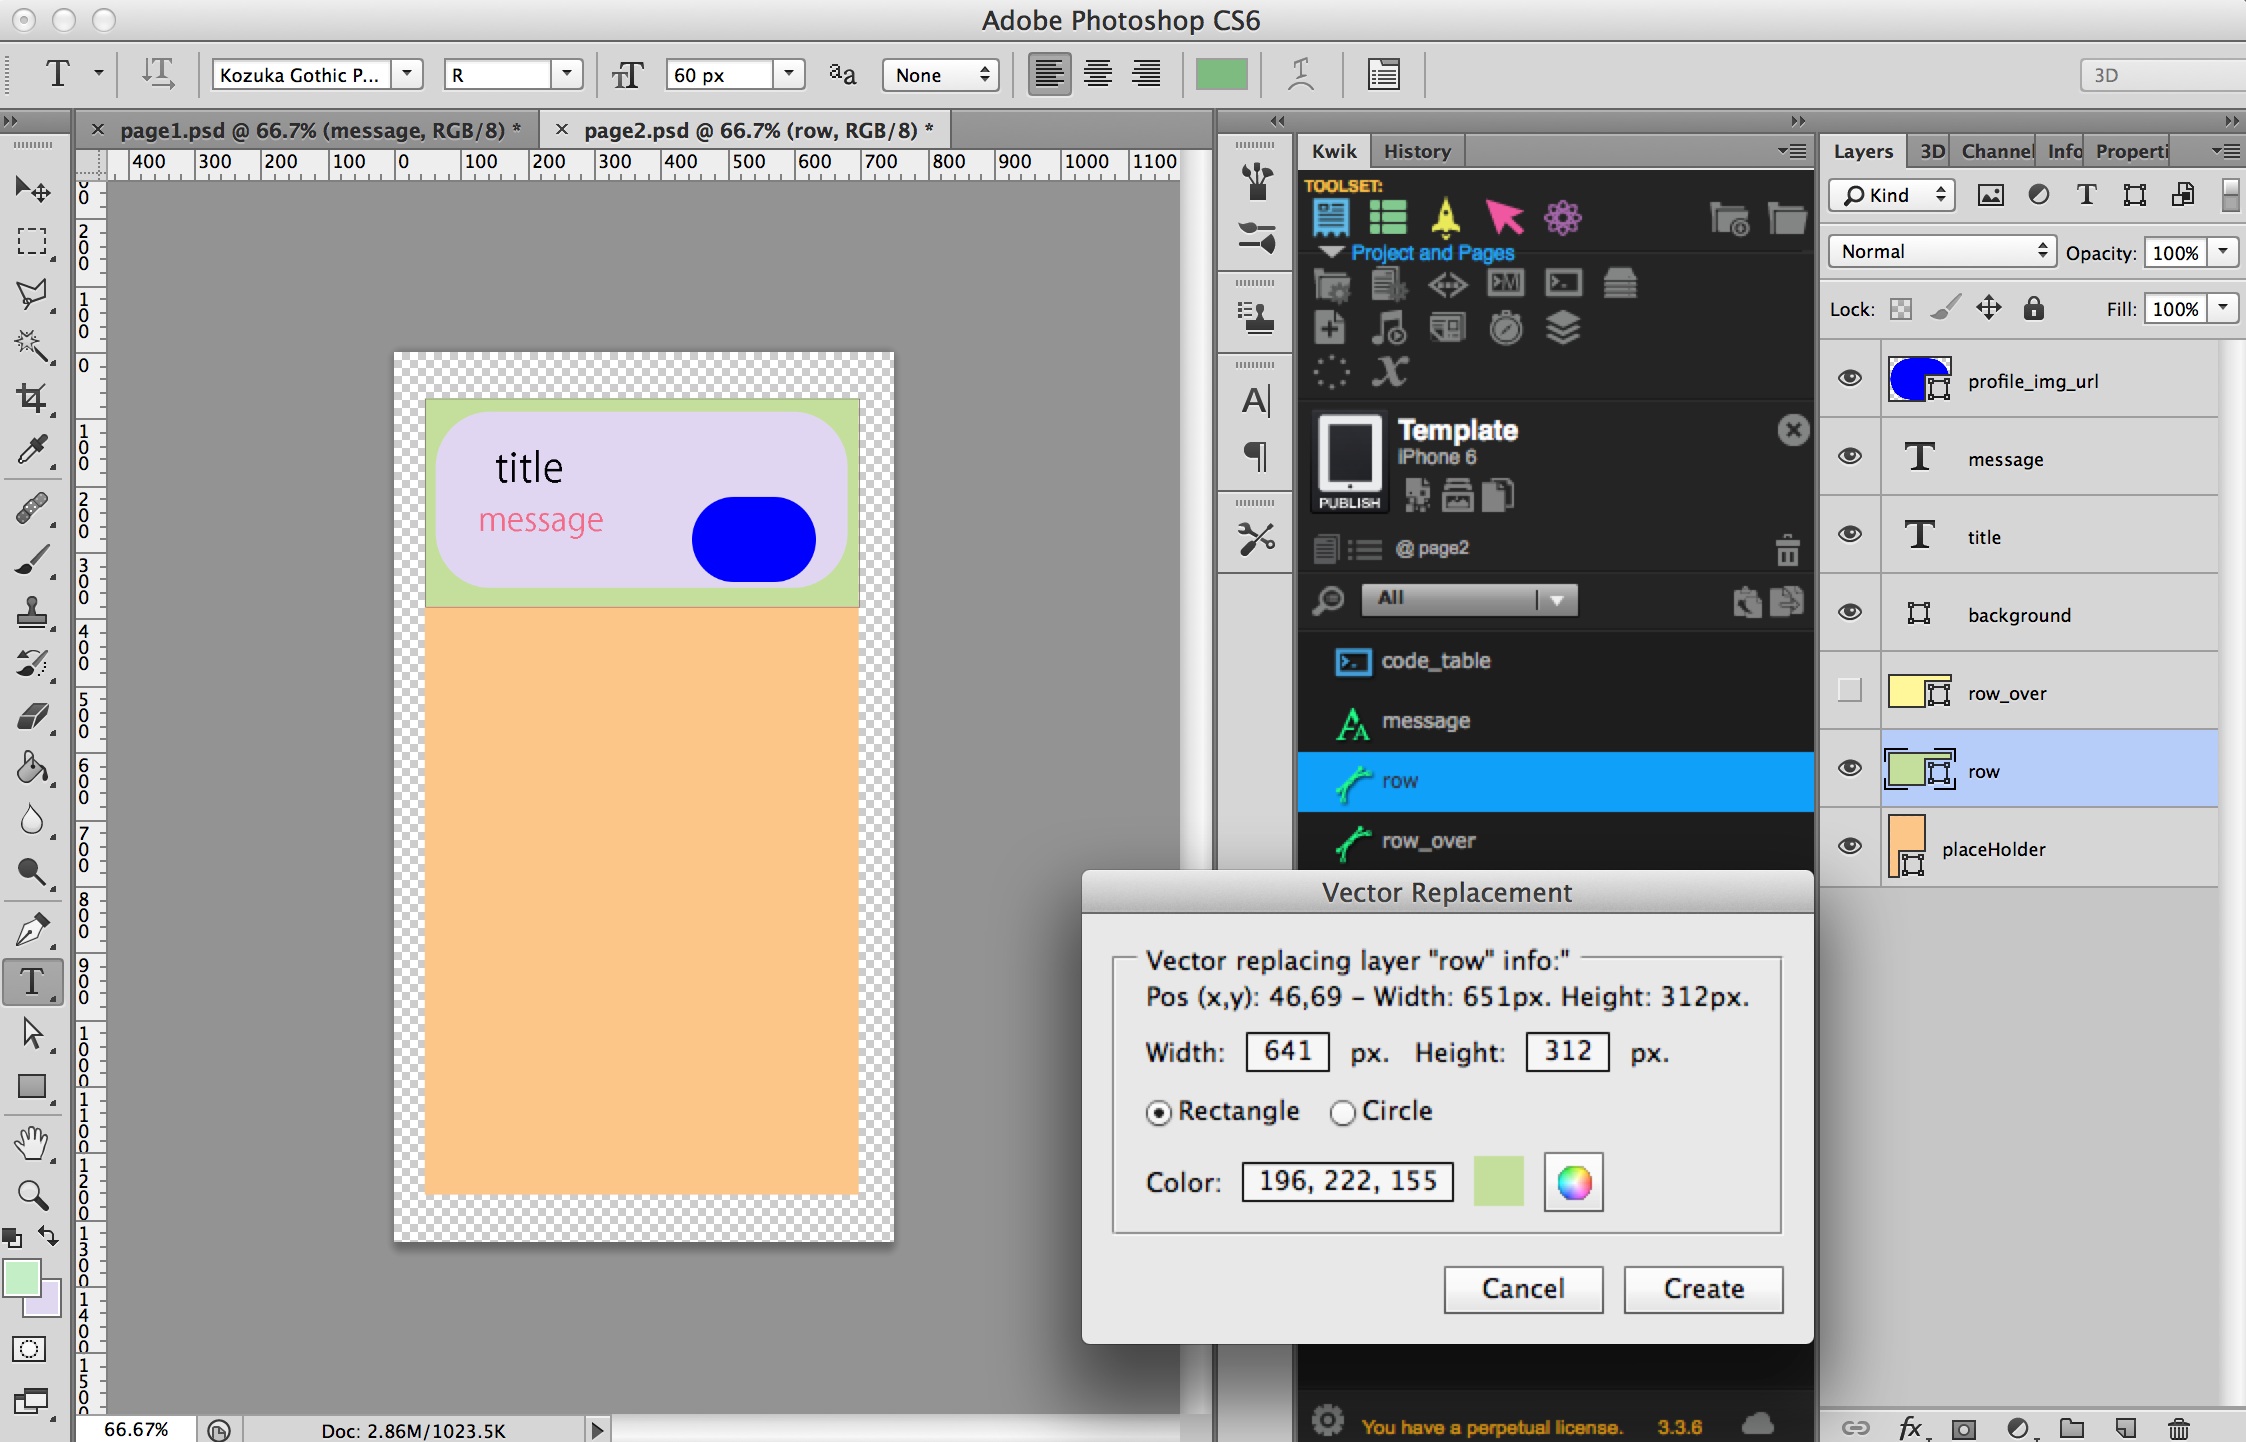 Adobe Photoshop CS6
T Kozuka Gothic P... R 60 px aa None 3D
page1.psd @ 66.7% (message, RGB/8) *
page2.psd @ 66.7% (row, RGB/8) *
400 300 200 100 0 100 200 300 400 500 600 700 800 900 1000 1100
title
message
66.67%
Doc: 2.86M/1023.5K
Kwik
History
TOOLSET:
Project and Pages
Template
iPhone 6
PUBLISH
@ page2
All
code_table
message
row
row_over
Vector Replacement
Vector replacing layer "row" info:"
Pos (x,y): 46,69 – Width: 651px. Height: 312px.
Width: 641 px. Height: 312 px.
Rectangle Circle
Color: 196, 222, 155
Cancel
Create
You have a perpetual license. 3.3.6
Layers 3D Channel Info Properti
Kind
Normal
Opacity: 100%
Lock:
Fill: 100%
profile_img_url
message
title
background
row_over
row
placeHolder
fx